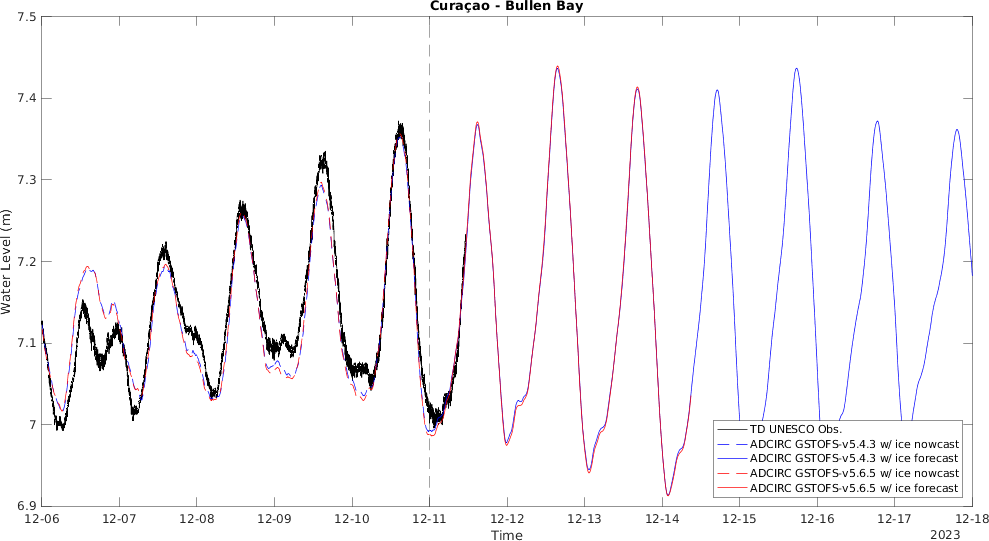 Curaçao - Bullen Bay
7.5
7.4
7.3
7.2
7.1
7
6.9
Water Level (m)
12-06 12-07 12-08 12-09 12-10 12-11 12-12 12-13 12-14 12-15 12-16 12-17 12-18
Time
2023
TD UNESCO Obs.
ADCIRC GSTOFS-v5.4.3 w/ ice nowcast
ADCIRC GSTOFS-v5.4.3 w/ ice forecast
ADCIRC GSTOFS-v5.6.5 w/ ice nowcast
ADCIRC GSTOFS-v5.6.5 w/ ice forecast